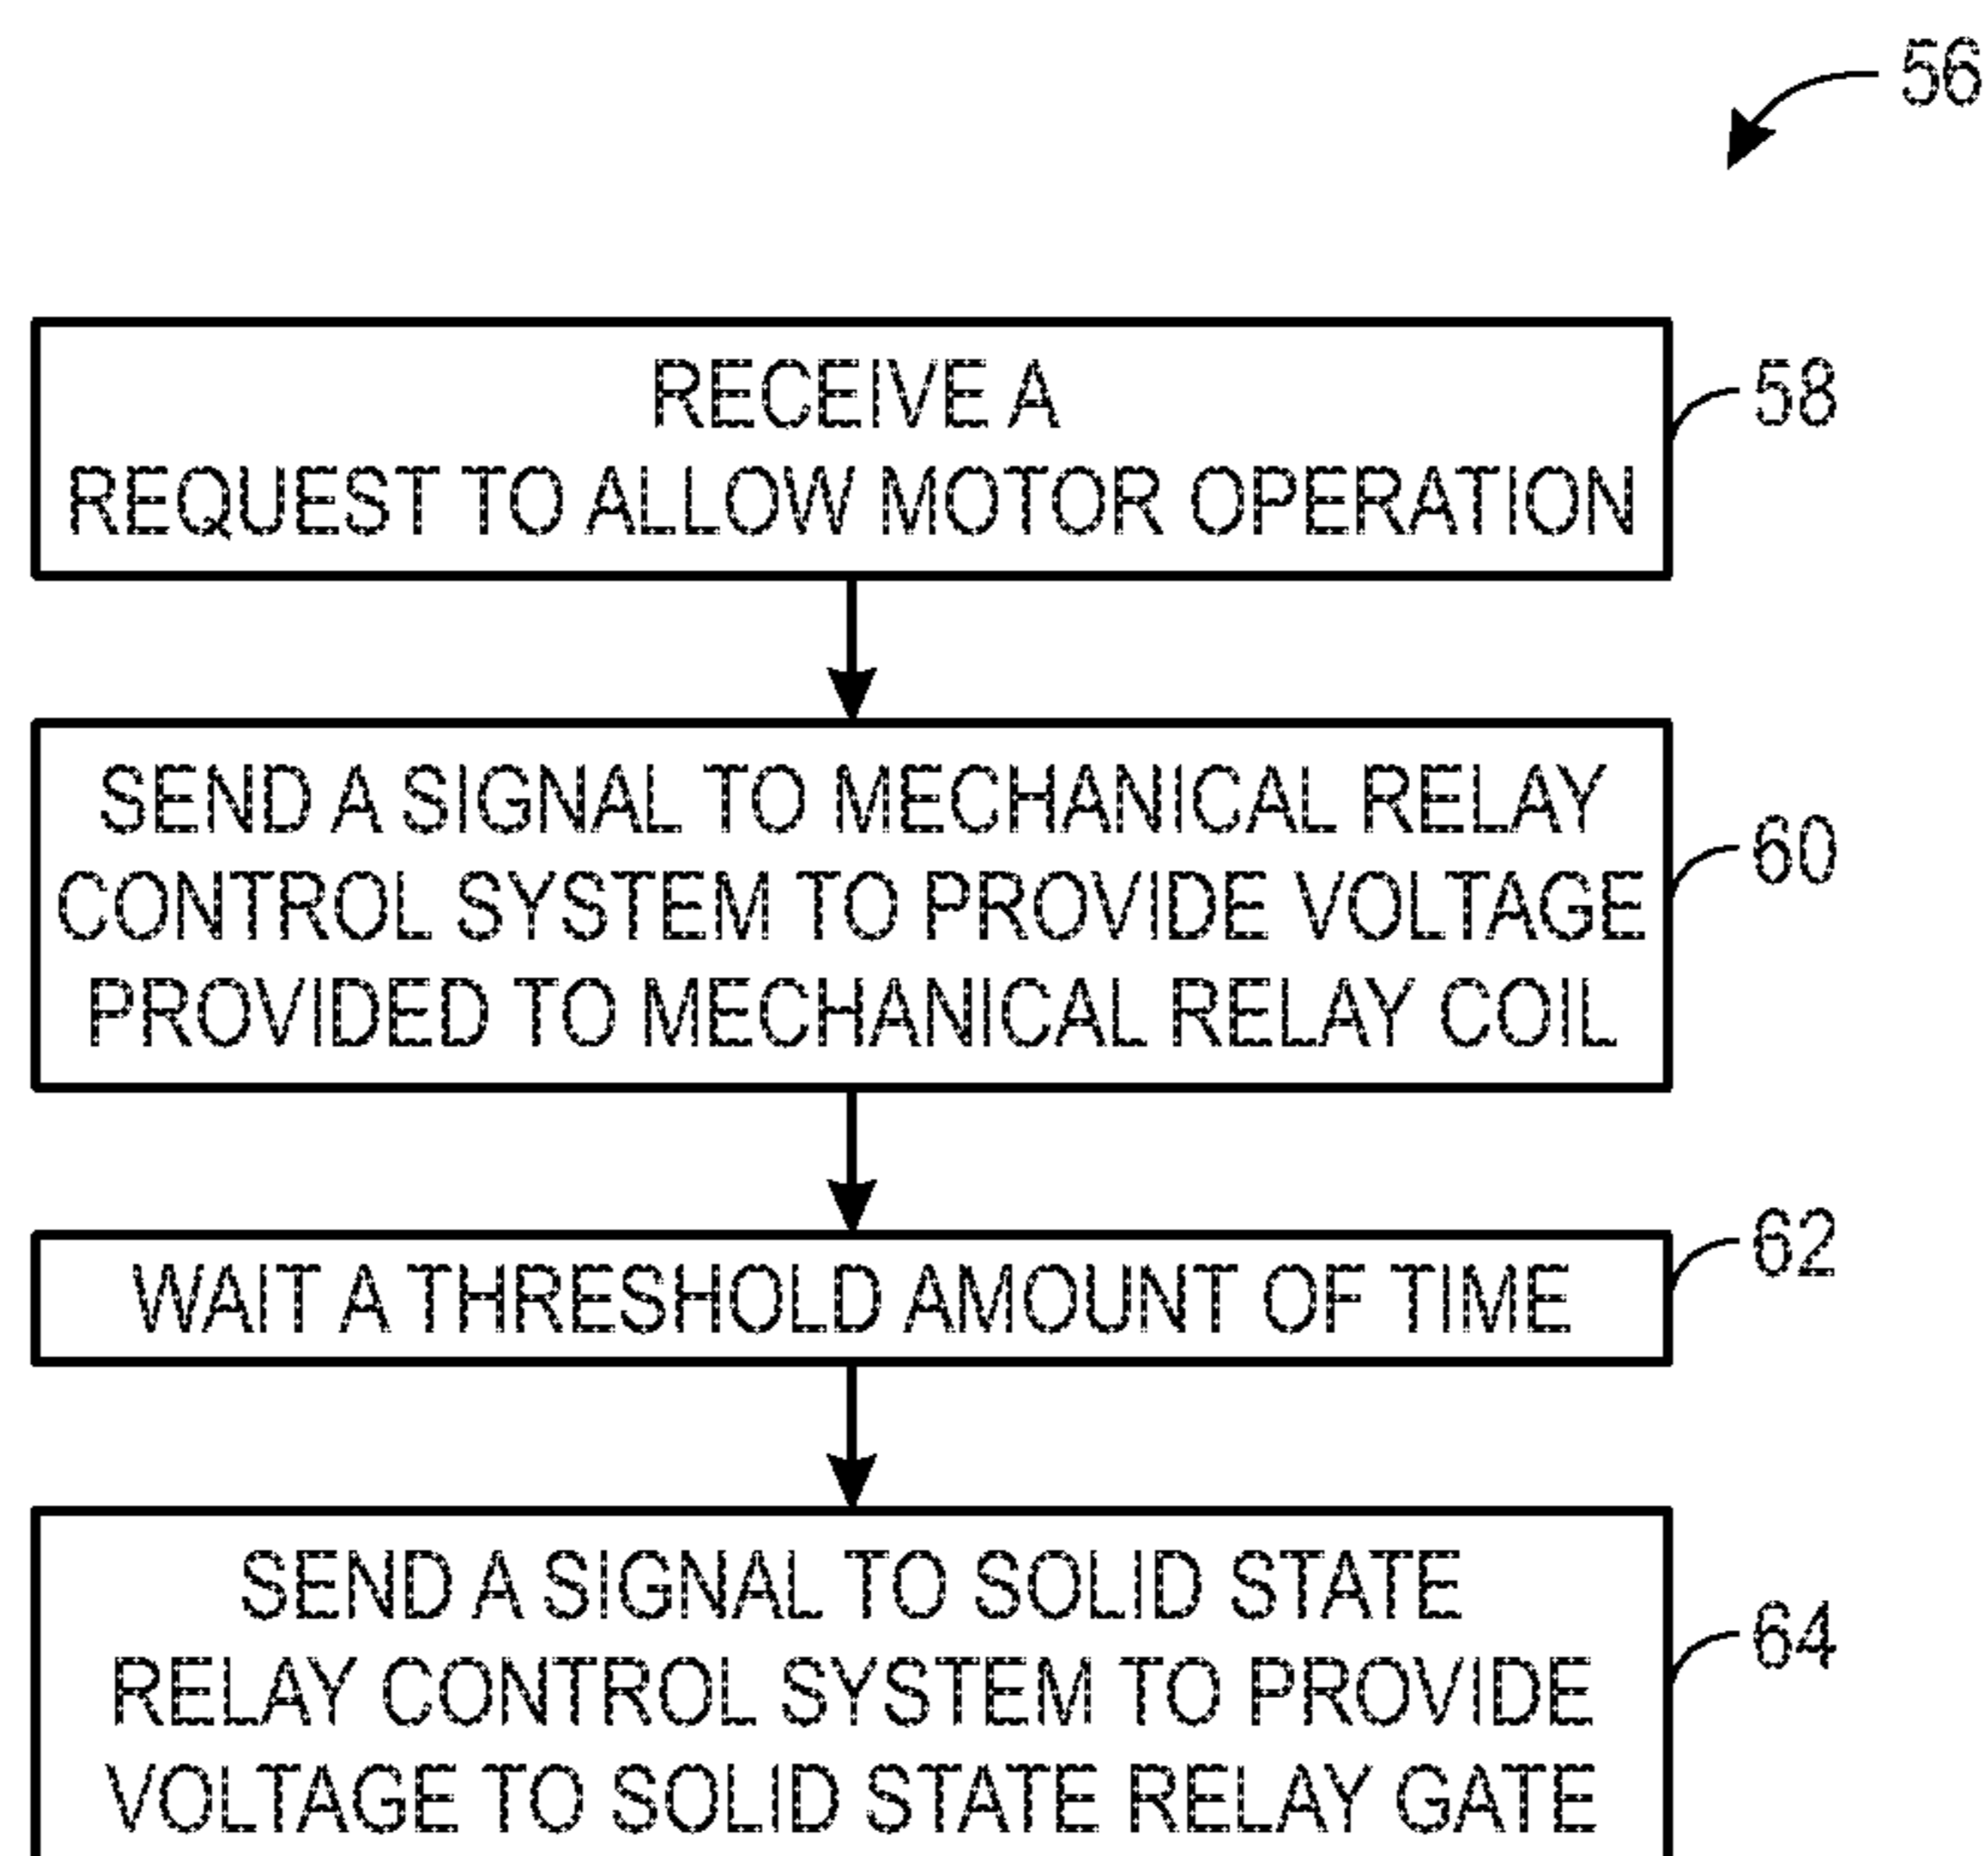 56
RECEIVE A
REQUEST TO ALLOW MOTOR OPERATION
58
SEND A SIGNAL TO MECHANICAL RELAY
CONTROL SYSTEM TO PROVIDE VOLTAGE
PROVIDED TO MECHANICAL RELAY COIL
60
WAIT A THRESHOLD AMOUNT OF TIME
62
SEND A SIGNAL TO SOLID STATE
RELAY CONTROL SYSTEM TO PROVIDE
VOLTAGE TO SOLID STATE RELAY GATE
64